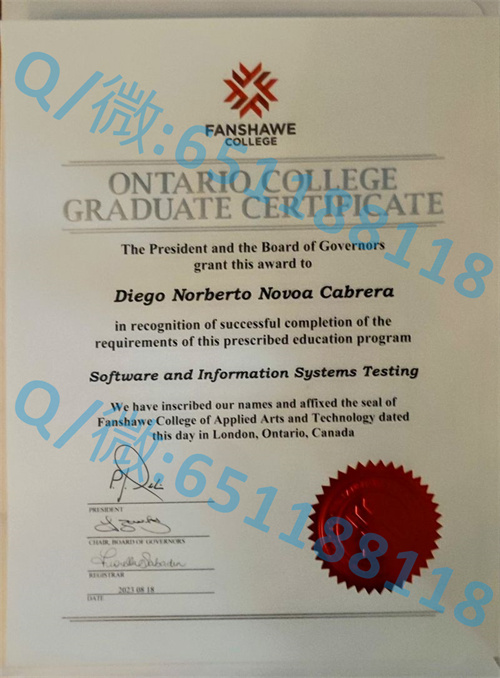 FANSHAWE
COLLEGE
ONTARIO COLLEGE
GRADUATE CERTIFICATE
The President and the Board of Governors
grant this award to
Diego Norberto Novoa Cabrera
in recognition of successful completion of the
requirements of this prescribed education program
Software and Information Systems Testing
We have inscribed our names and affixed the seal of
Fanshawe College of Applied Arts and Technology dated
this day in London, Ontario, Canada
PRESIDENT
CHAIR, BOARD OF GOVERNORS
REGISTRAR
2023 08 18
DATE
Q/微:651188118
Q/微:651188118